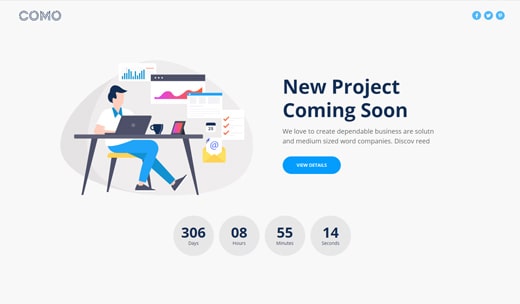 COMO
New Project
Coming Soon
We love to create dependable business are solutn
and medium sized word companies. Discov reed
VIEW DETAILS
25
@
306
08
55
14
Days
Hours
Minutes
Seconds